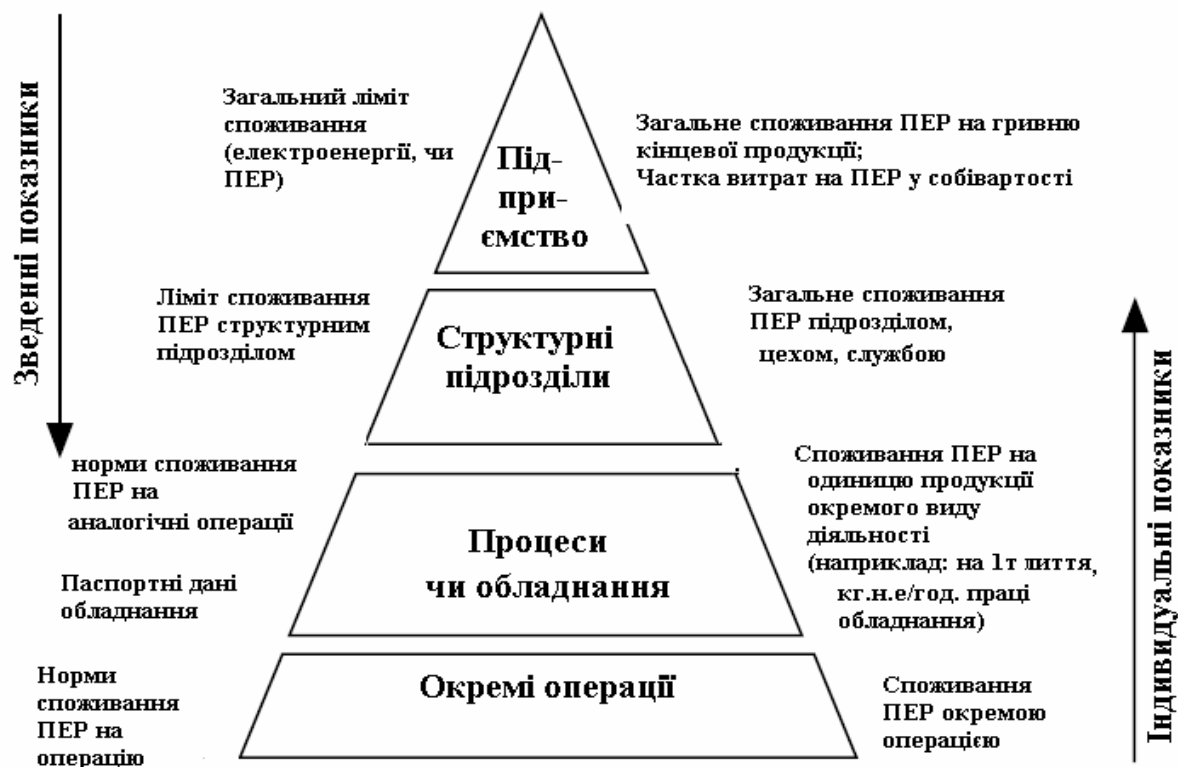 Зведенні показники
Загальний ліміт
споживання
(електроенергії, чи
ПЕР)
Під-
при-
ємство
Загальне споживання ПЕР на гривню
кінцевої продукції;
Частка витрат на ПЕР у собівартості
Ліміт споживання
ПЕР структурним
підрозділом
Структурні
підрозділи
Загальне споживання
ПЕР підрозділом,
цехом, службою
норми споживання
ПЕР на
аналогічні операції
Паспортні дані
обладнання
Процеси
чи обладнання
Споживання ПЕР на
одиницю продукції
окремого виду
діяльності
(наприклад: на 1т лиття,
кг.н.е/год. праці
обладнання)
Норми
споживання
ПЕР на
операцію
Окремі операції
Споживання
ПЕР окремою
операцією
Індивидуальні показники